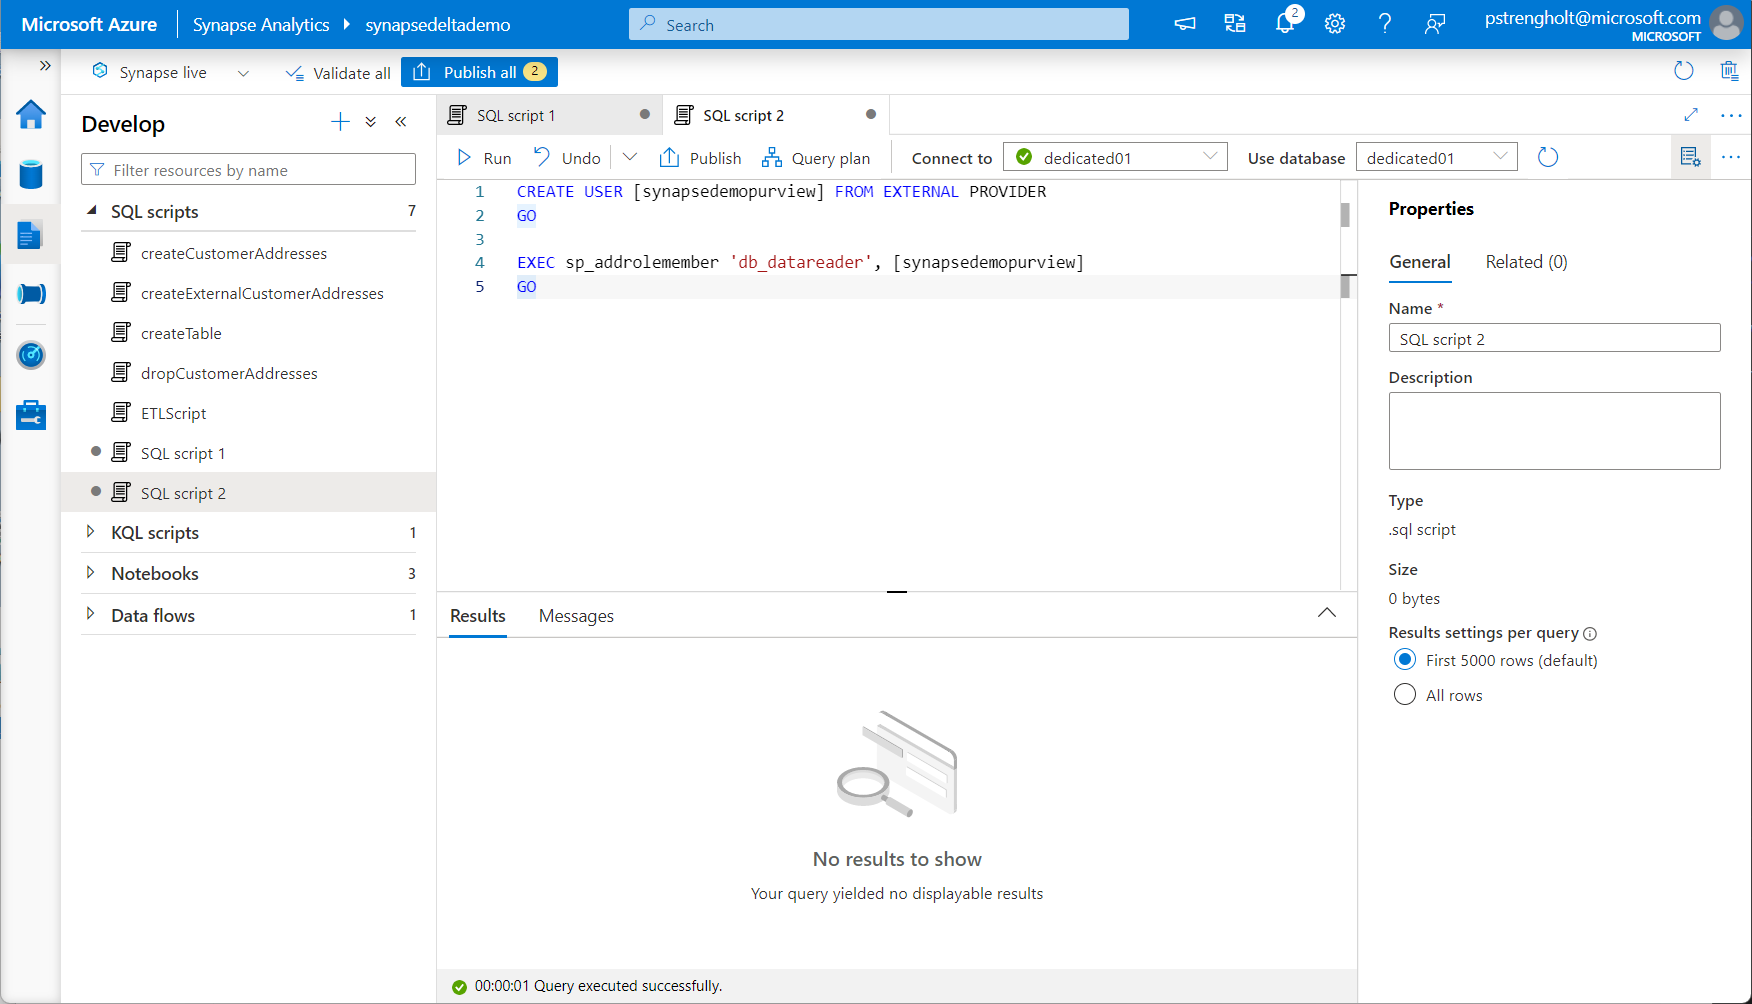 Microsoft Azure
Synapse Analytics
synapsedeltademo
Search
2
pstrengholt@microsoft.com
MICROSOFT
Synapse live
Validate all
Publish all 2
Develop
Filter resources by name
SQL scripts 7
createCustomerAddresses
createExternalCustomerAddresses
createTable
dropCustomerAddresses
ETLScript
SQL script 1
SQL script 2
KQL scripts 1
Notebooks 3
Data flows 1
SQL script 1
SQL script 2
Run
Undo
Publish
Query plan
Connect to
dedicated01
Use database
dedicated01
1 CREATE USER [synapsedemopurview] FROM EXTERNAL PROVIDER
2 GO
3
4 EXEC sp_addrolemember 'db_datareader', [synapsedemopurview]
5 GO
Results
Messages
No results to show
Your query yielded no displayable results
00:00:01 Query executed successfully.
Properties
General
Related (0)
Name *
SQL script 2
Description
Type
.sql script
Size
0 bytes
Results settings per query
First 5000 rows (default)
All rows